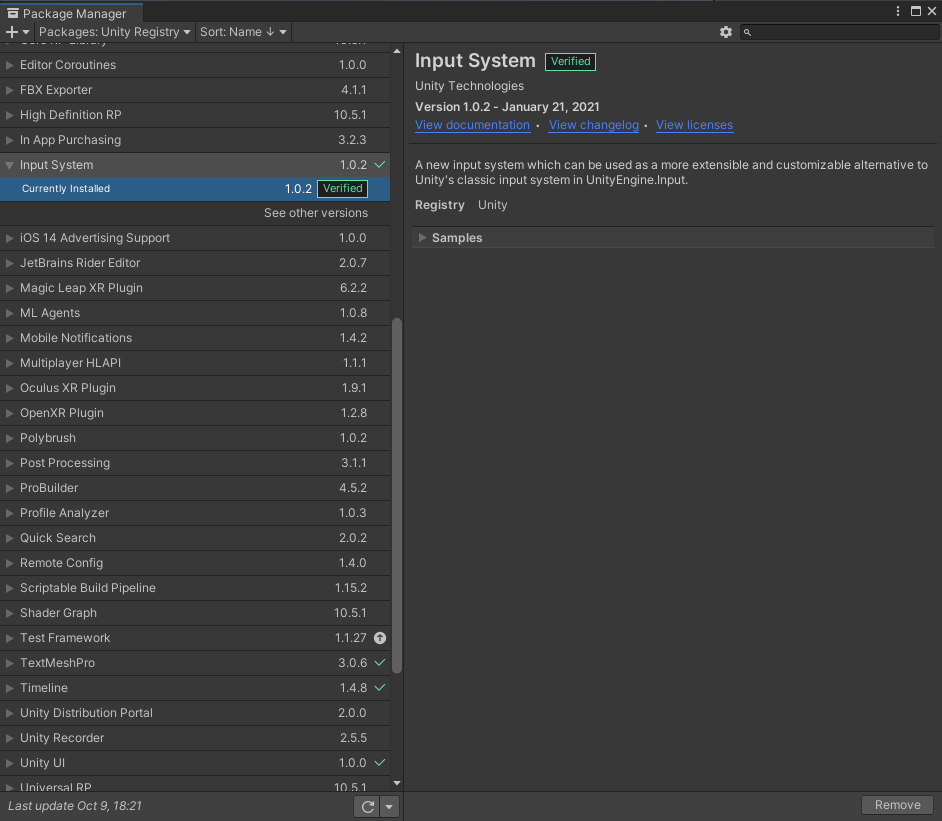 Package Manager
Packages: Unity Registry Sort: Name ↓
Editor Coroutines 1.0.0
FBX Exporter 4.1.1
High Definition RP 10.5.1
In App Purchasing 3.2.3
Input System 1.0.2
Currently Installed 1.0.2 Verified
See other versions
iOS 14 Advertising Support 1.0.0
JetBrains Rider Editor 2.0.7
Magic Leap XR Plugin 6.2.2
ML Agents 1.0.8
Mobile Notifications 1.4.2
Multiplayer HLAPI 1.1.1
Oculus XR Plugin 1.9.1
OpenXR Plugin 1.2.8
Polybrush 1.0.2
Post Processing 3.1.1
ProBuilder 4.5.2
Profile Analyzer 1.0.3
Quick Search 2.0.2
Remote Config 1.4.0
Scriptable Build Pipeline 1.15.2
Shader Graph 10.5.1
Test Framework 1.1.27
TextMeshPro 3.0.6
Timeline 1.4.8
Unity Distribution Portal 2.0.0
Unity Recorder 2.5.5
Unity UI 1.0.0
Universal RP 10.5.1
Last update Oct 9, 18:21
Input System Verified
Unity Technologies
Version 1.0.2 - January 21, 2021
View documentation • View changelog • View licenses
A new input system which can be used as a more extensible and customizable alternative to
Unity's classic input system in UnityEngine.Input.
Registry Unity
Samples
Remove